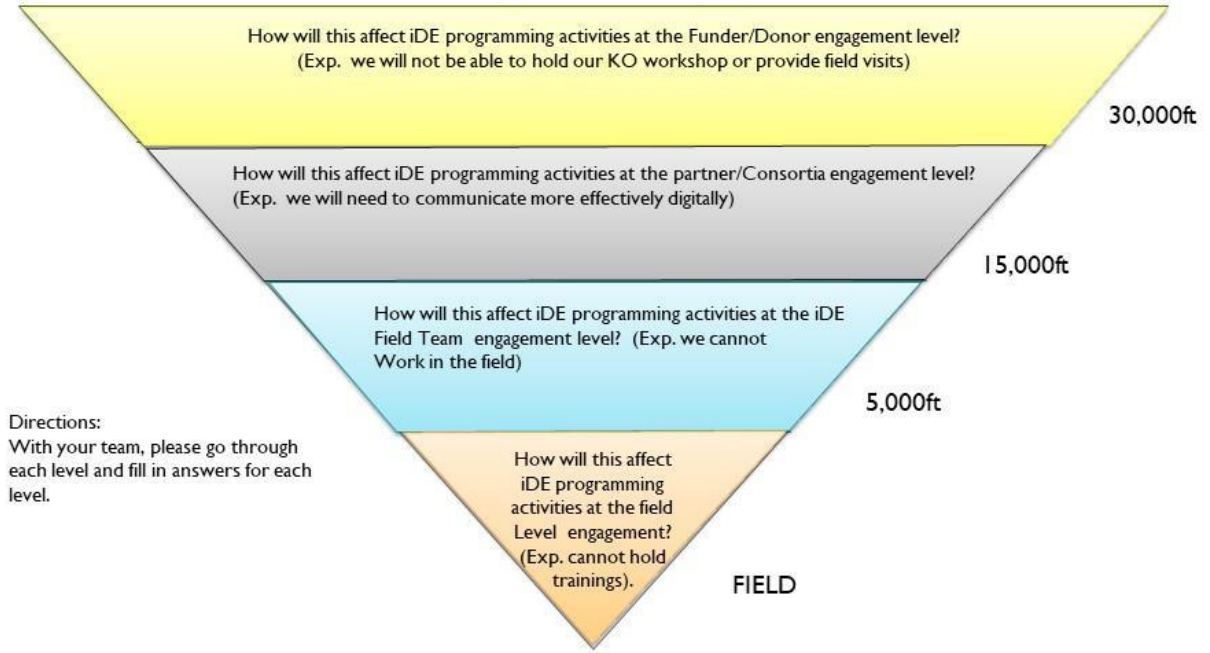 How will this affect iDE programming activities at the Funder/Donor engagement level?
(Exp. we will not be able to hold our KO workshop or provide field visits)
30,000ft
How will this affect iDE programming activities at the partner/Consortia engagement level?
(Exp. we will need to communicate more effectively digitally)
15,000ft
How will this affect iDE programming activities at the iDE
Field Team engagement level? (Exp. we cannot
Work in the field)
5,000ft
Directions:
With your team, please go through
each level and fill in answers for each
level.
How will this affect
iDE programming
activities at the field
Level engagement?
(Exp. cannot hold
trainings).
FIELD